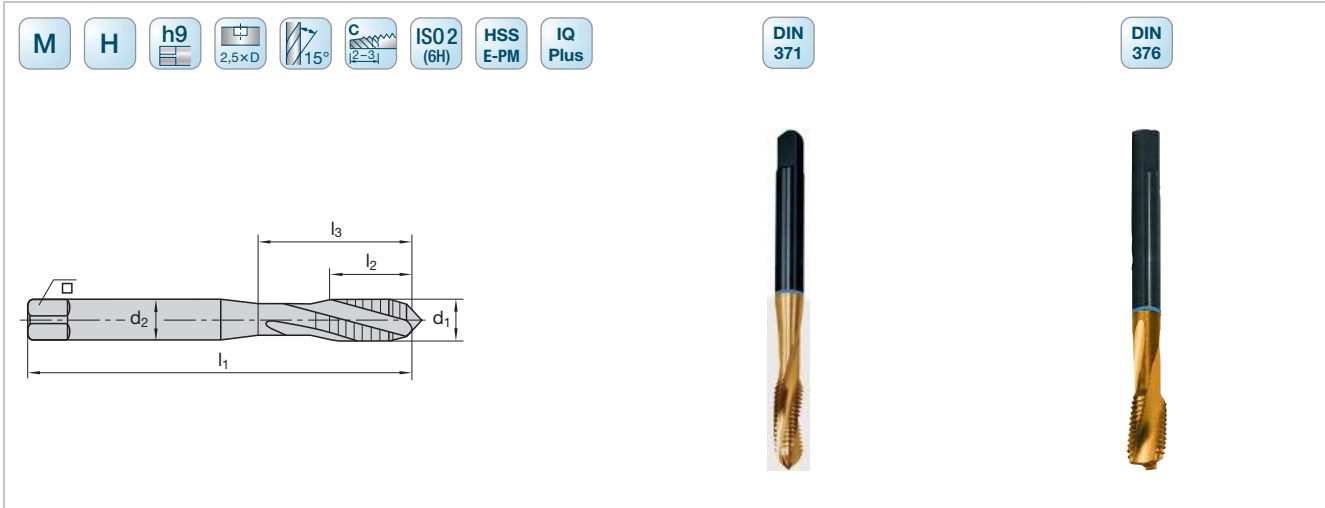 M
H
h9
2,5×D
15°
C
2–3
ISO 2
(6H)
HSS
E-PM
IQ
Plus
DIN
371
DIN
376
l3
l2
d2
d1
l1